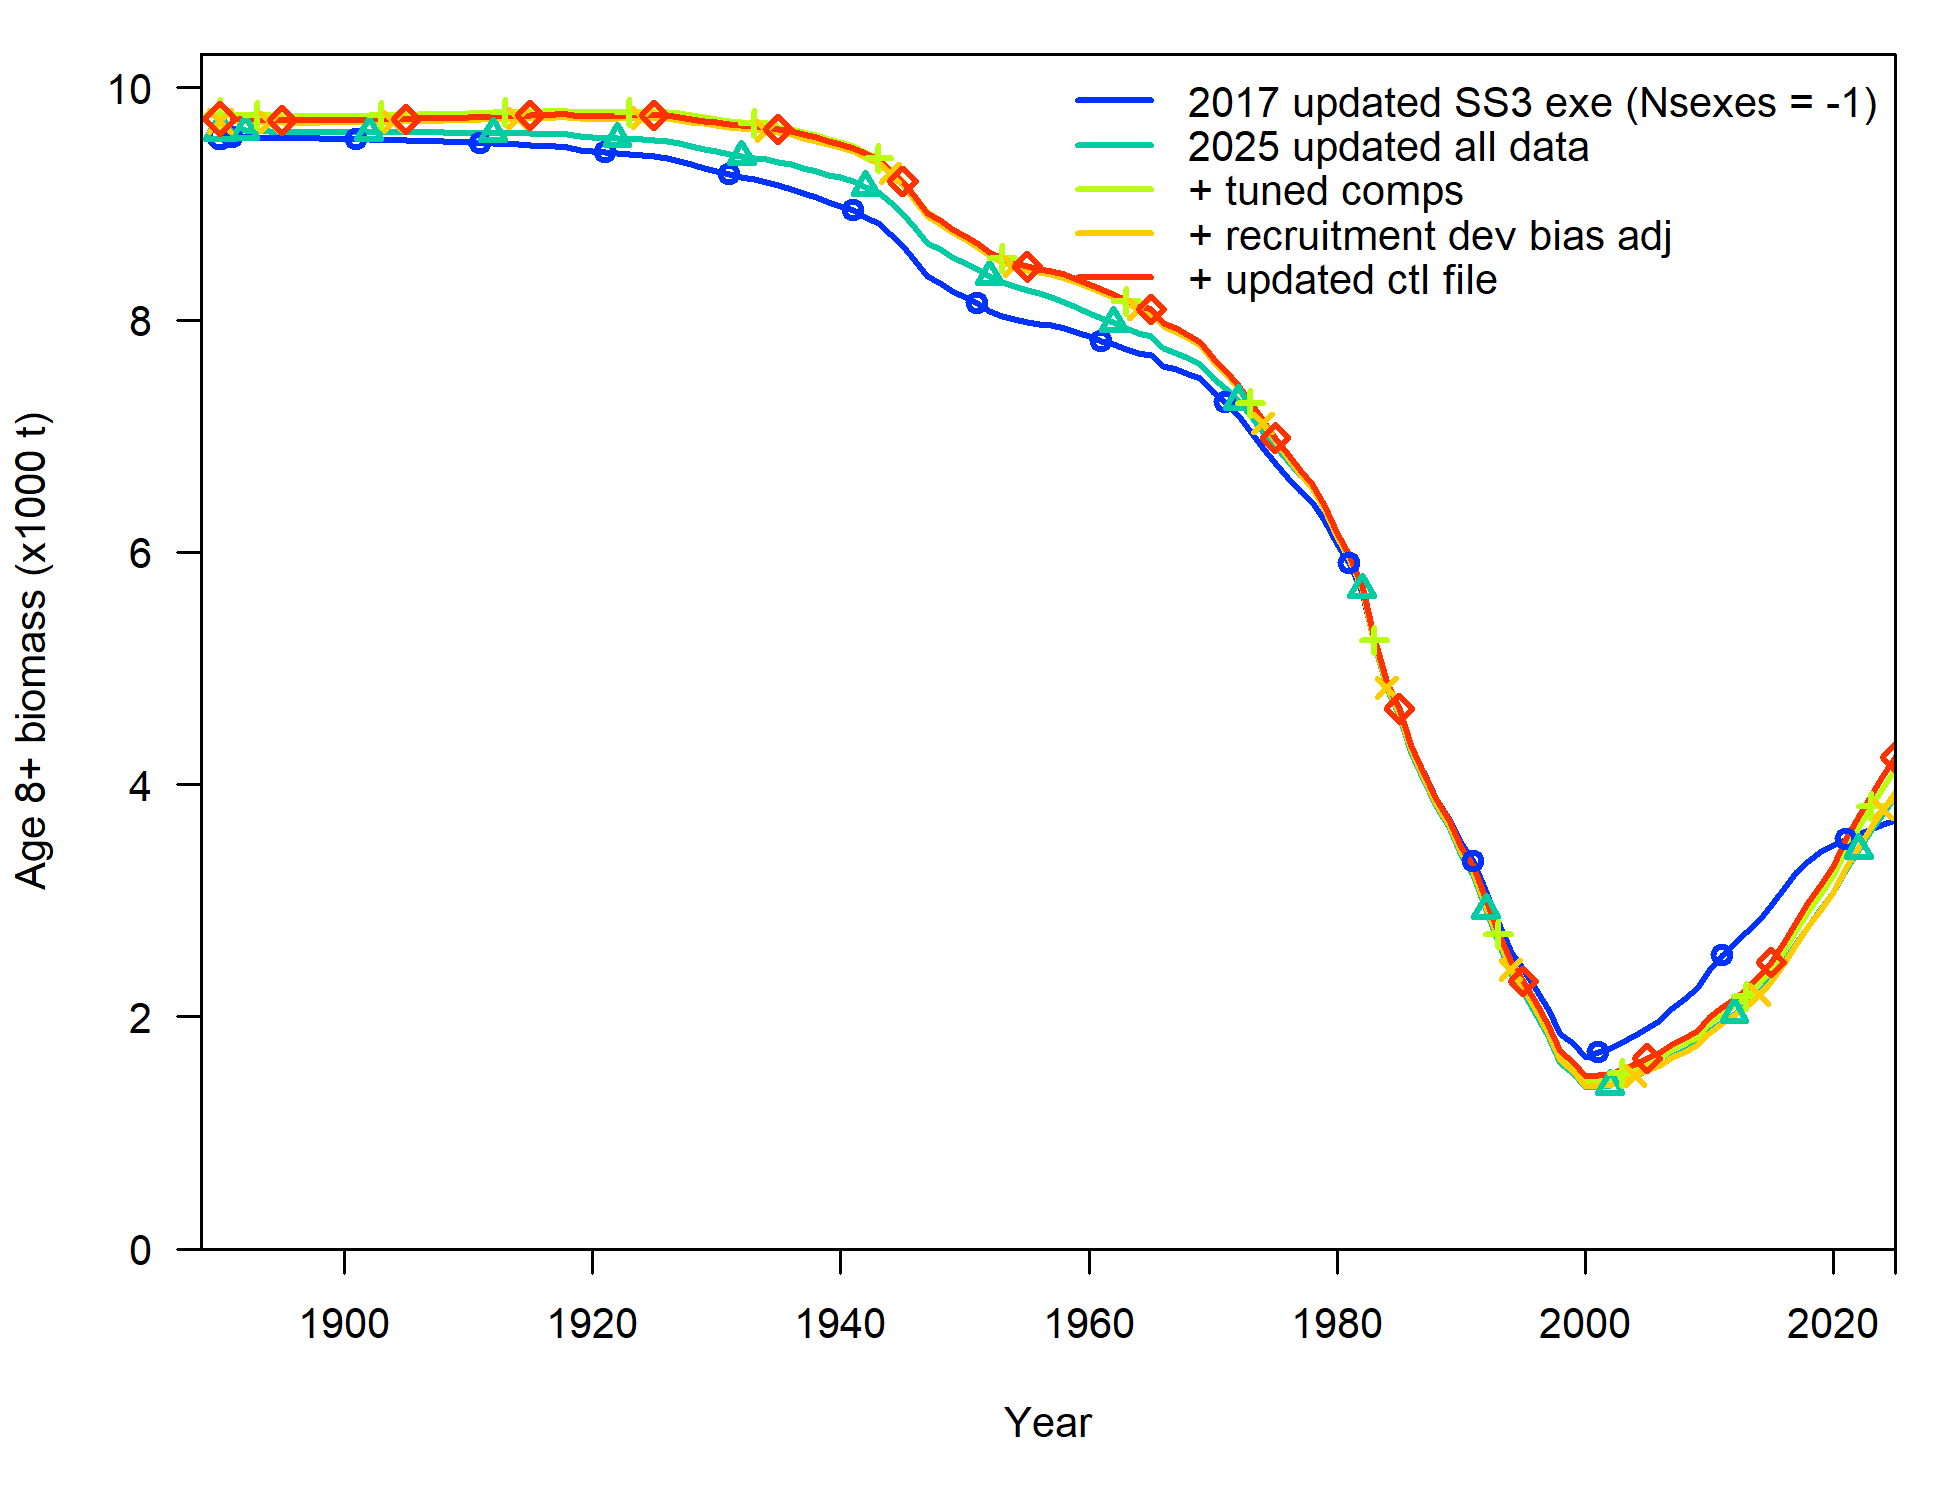 10
8
6
4
2
0
Age 8+ biomass (x1000 t)
2017 updated SS3 exe (Nsexes = -1)
2025 updated all data
+ tuned comps
+ recruitment dev bias adj
+ updated ctl file
1900 1920 1940 1960 1980 2000 2020
Year